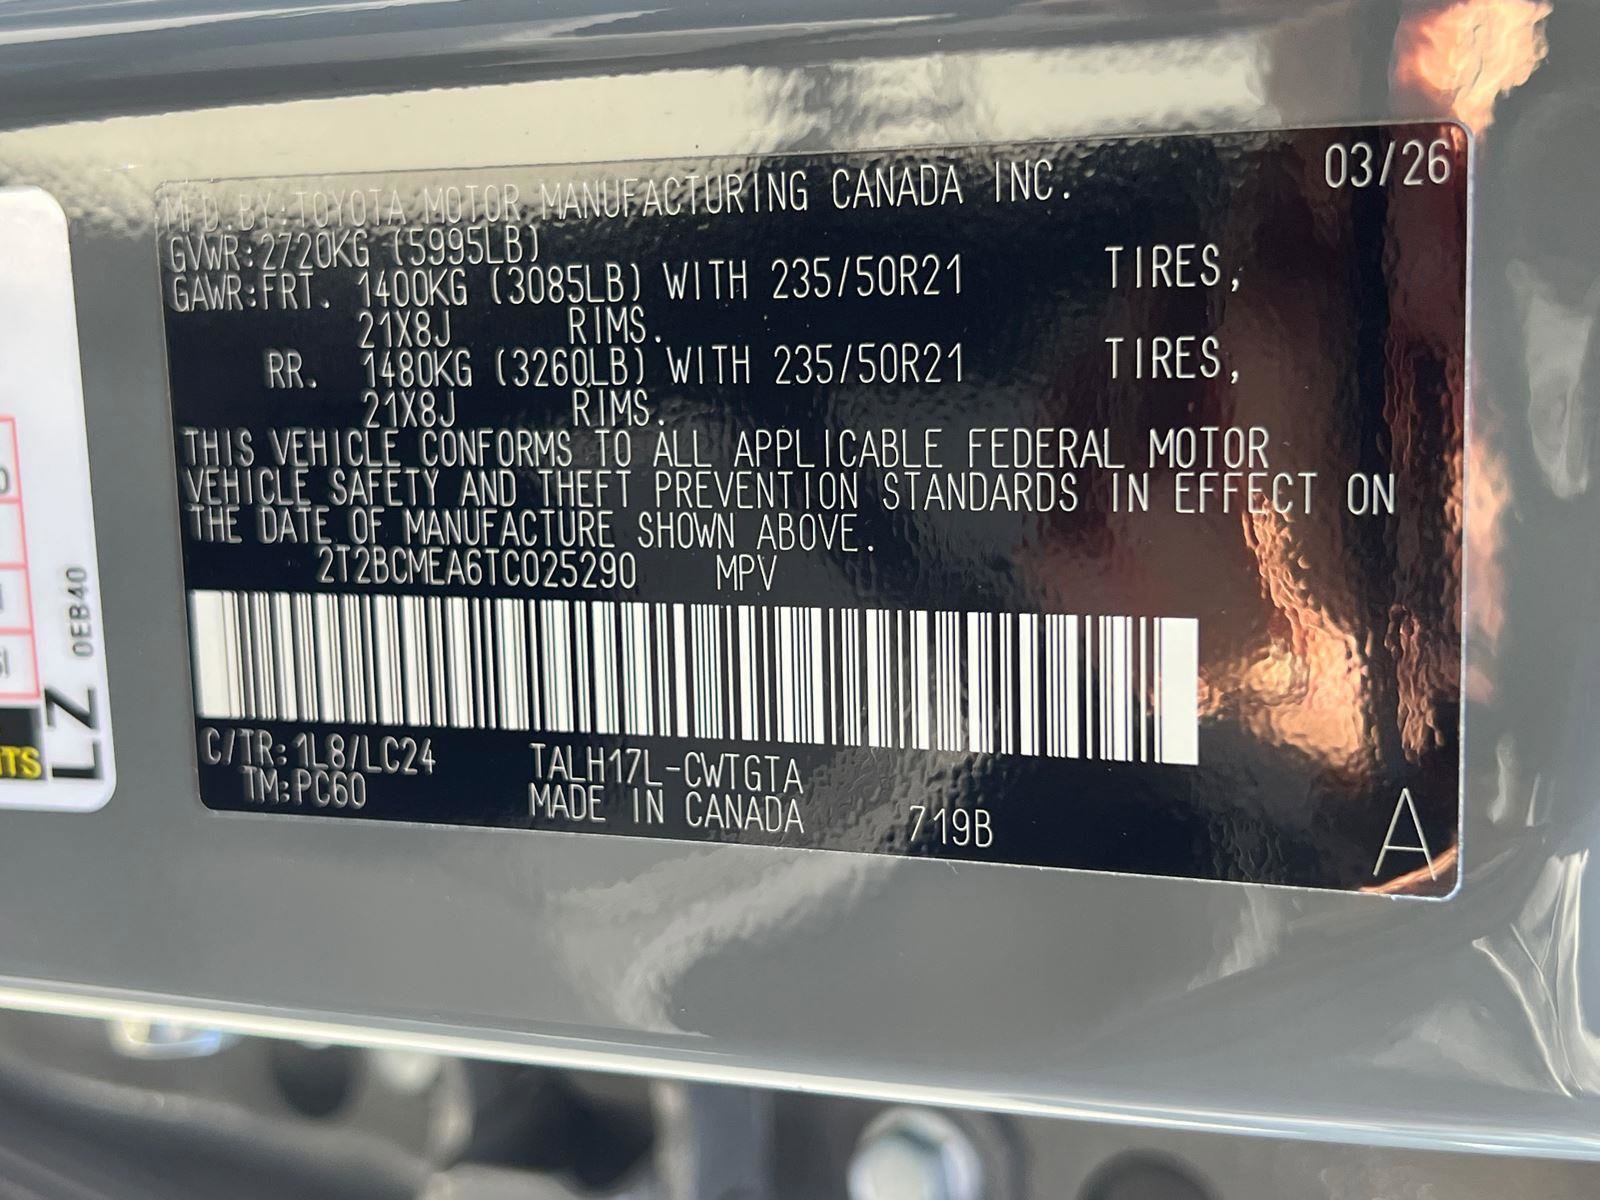 03/26
MFD.BY:TOYOTA MOTOR MANUFACTURING CANADA INC.
GVWR:2720KG (5995LB)
GAWR:FRT. 1400KG (3085LB) WITH 235/50R21 TIRES,
21X8J RIMS.
RR. 1480KG (3260LB) WITH 235/50R21 TIRES,
21X8J RIMS.
THIS VEHICLE CONFORMS TO ALL APPLICABLE FEDERAL MOTOR
VEHICLE SAFETY AND THEFT PREVENTION STANDARDS IN EFFECT ON
THE DATE OF MANUFACTURE SHOWN ABOVE.
2T2BCMEA6TC025290 MPV
C/TR:1L8/LC24 TALH17L-CWTGTA
TM:PC60 MADE IN CANADA 719B
A
0EB40
LZ